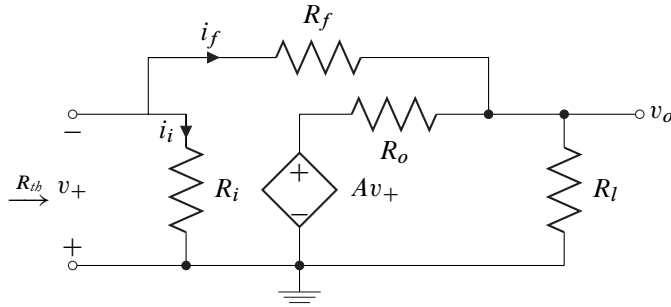 R_f
i_f
v_o
−
i_i
R_o
R_th v_+
R_i
+
Av_+
−
R_l
+